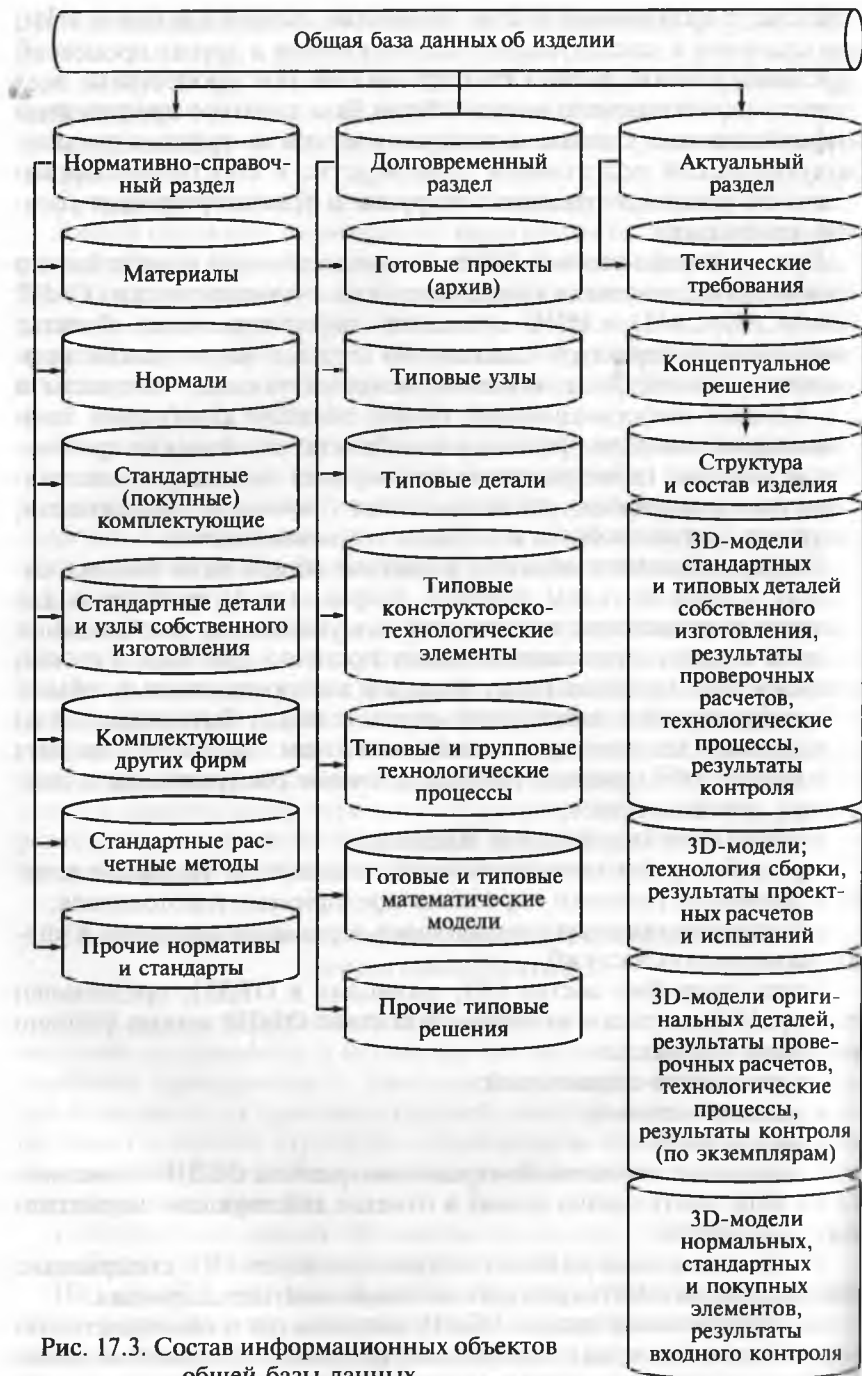 Общая база данных об изделии
Нормативно-справоч-
ный раздел
Материалы
Нормали
Стандартные
(покупные)
комплектующие
Стандартные детали
и узлы собственного
изготовления
Комплектующие
других фирм
Стандартные рас-
четные методы
Прочие нормативы
и стандарты
Долговременный
раздел
Готовые проекты
(архив)
Типовые узлы
Типовые детали
Типовые
конструкторско-
технологические
элементы
Типовые и групповые
технологические
процессы
Готовые и типовые
математические
модели
Прочие типовые
решения
Актуальный
раздел
Технические
требования
Концептуальное
решение
Структура
и состав изделия
3D-модели
стандартных
и типовых деталей
собственного
изготовления;
результаты
проверочных
расчетов,
технологические
процессы,
результаты
контроля
3D-модели;
технология сборки,
результаты проект-
ных расчетов
и испытаний
3D-модели ориги-
нальных деталей,
результаты прове-
рочных расчетов,
технологические
процессы,
результаты контроля
(по экземплярам)
3D-модели
нормальных,
стандартных
и покупных
элементов,
результаты
входного контроля
Рис. 17.3. Состав информационных объектов
общей базы данных